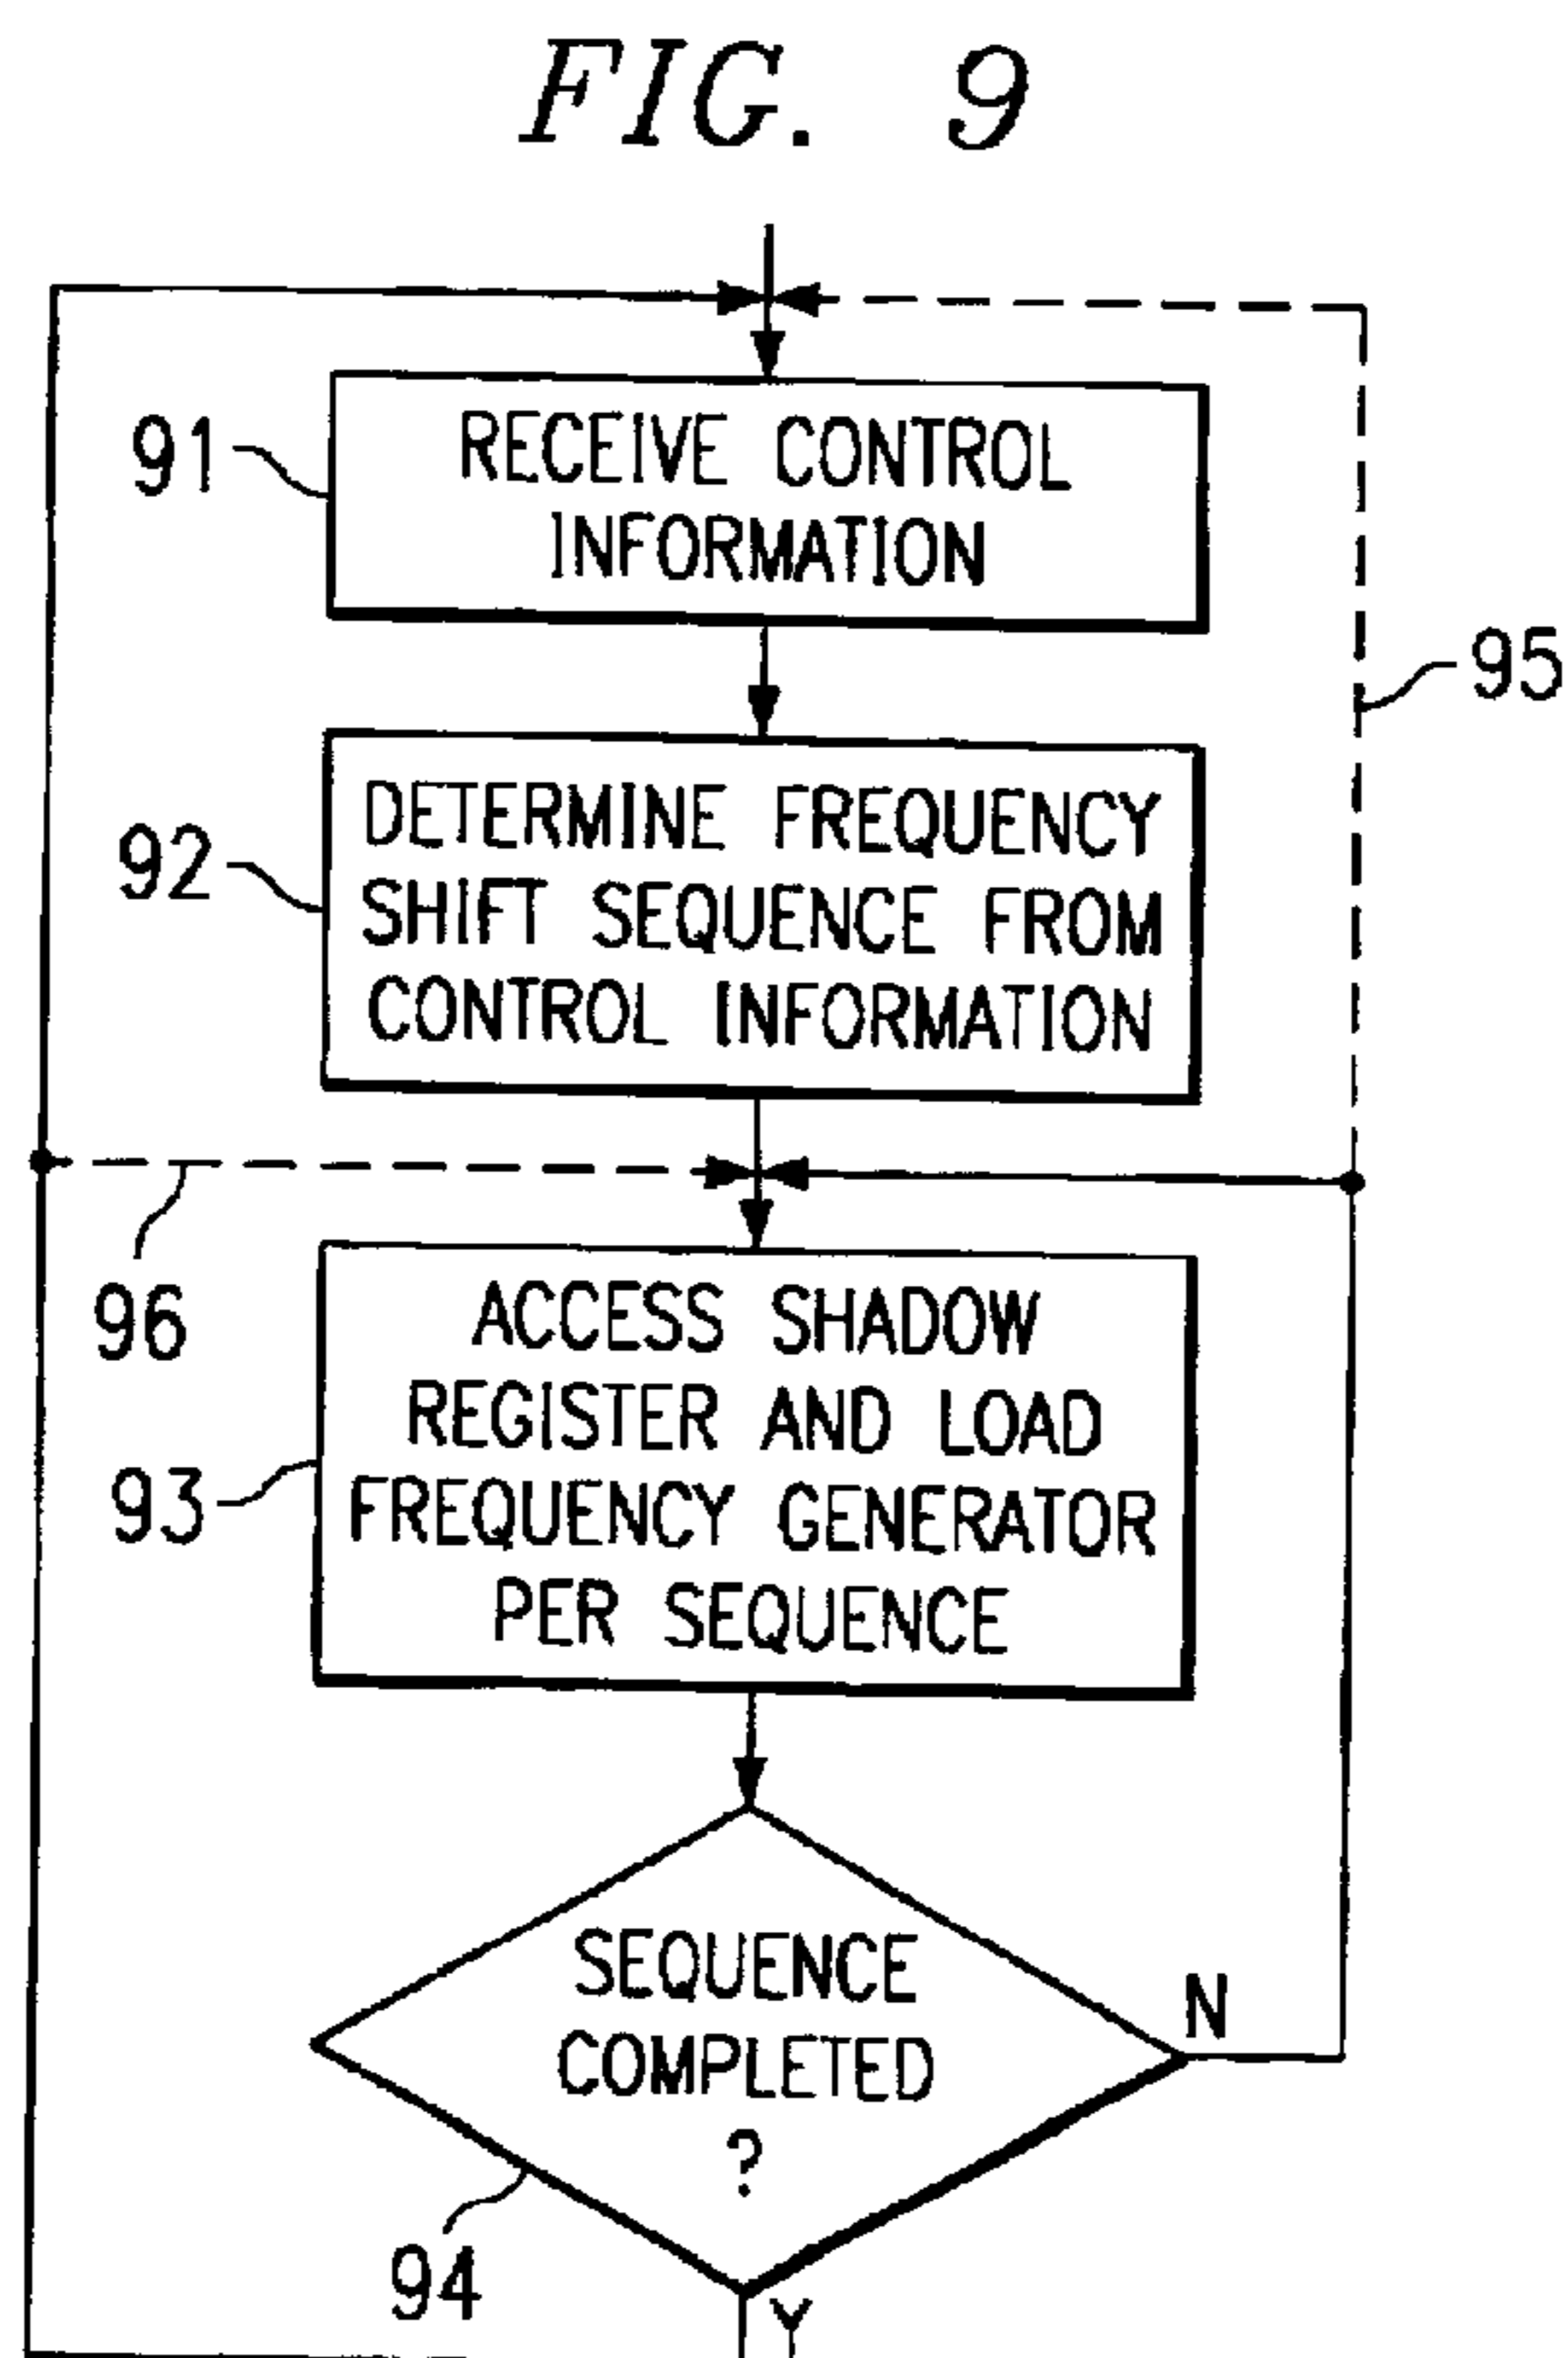 FIG. 9
91
RECEIVE CONTROL
INFORMATION
95
92
DETERMINE FREQUENCY
SHIFT SEQUENCE FROM
CONTROL INFORMATION
96
93
ACCESS SHADOW
REGISTER AND LOAD
FREQUENCY GENERATOR
PER SEQUENCE
SEQUENCE
COMPLETED
?
N
94
Y